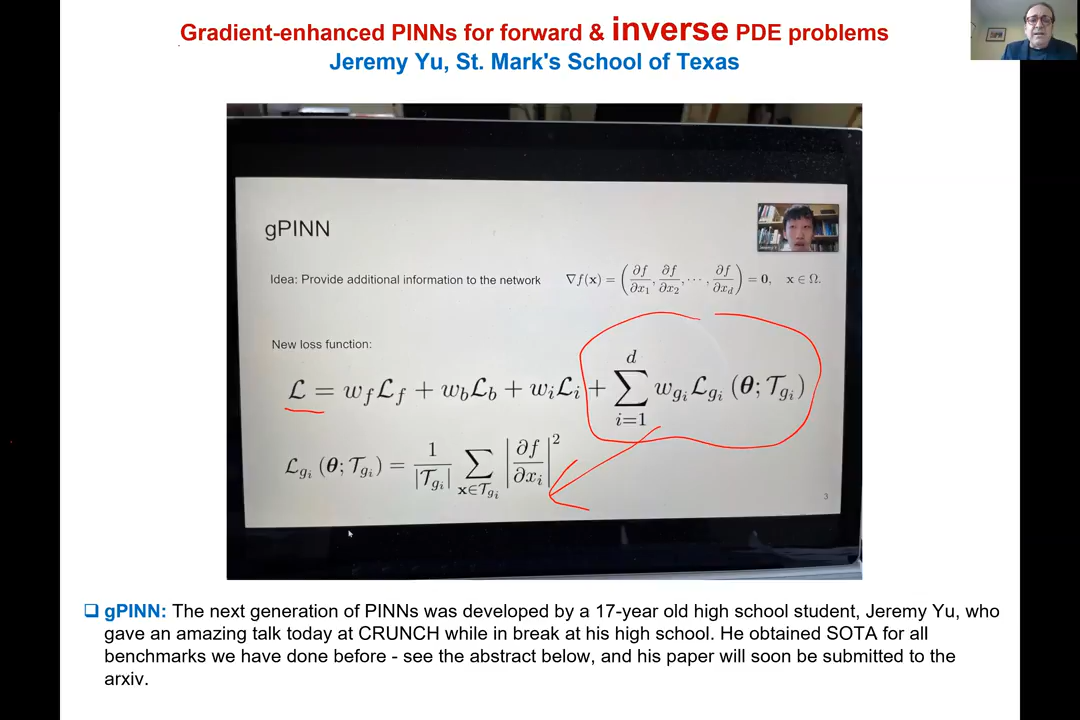 Gradient-enhanced PINNs for forward & inverse PDE problems
Jeremy Yu, St. Mark's School of Texas
gPINN
Idea: Provide additional information to the network ∇f(x) = (∂f/∂x₁, ∂f/∂x₂, ⋯, ∂f/∂x_d) = 0, x ∈ Ω.
New loss function:
ℒ = w_f ℒ_f + w_b ℒ_b + w_i ℒ_i + ∑_{i=1}^{d} w_{g_i} ℒ_{g_i} (θ; 𝒯_{g_i})
ℒ_{g_i} (θ; 𝒯_{g_i}) = 1/|𝒯_{g_i}| ∑_{x∈𝒯_{g_i}} |∂f/∂x_i|²
3
❑ gPINN: The next generation of PINNs was developed by a 17-year old high school student, Jeremy Yu, who
gave an amazing talk today at CRUNCH while in break at his high school. He obtained SOTA for all
benchmarks we have done before - see the abstract below, and his paper will soon be submitted to the
arxiv.